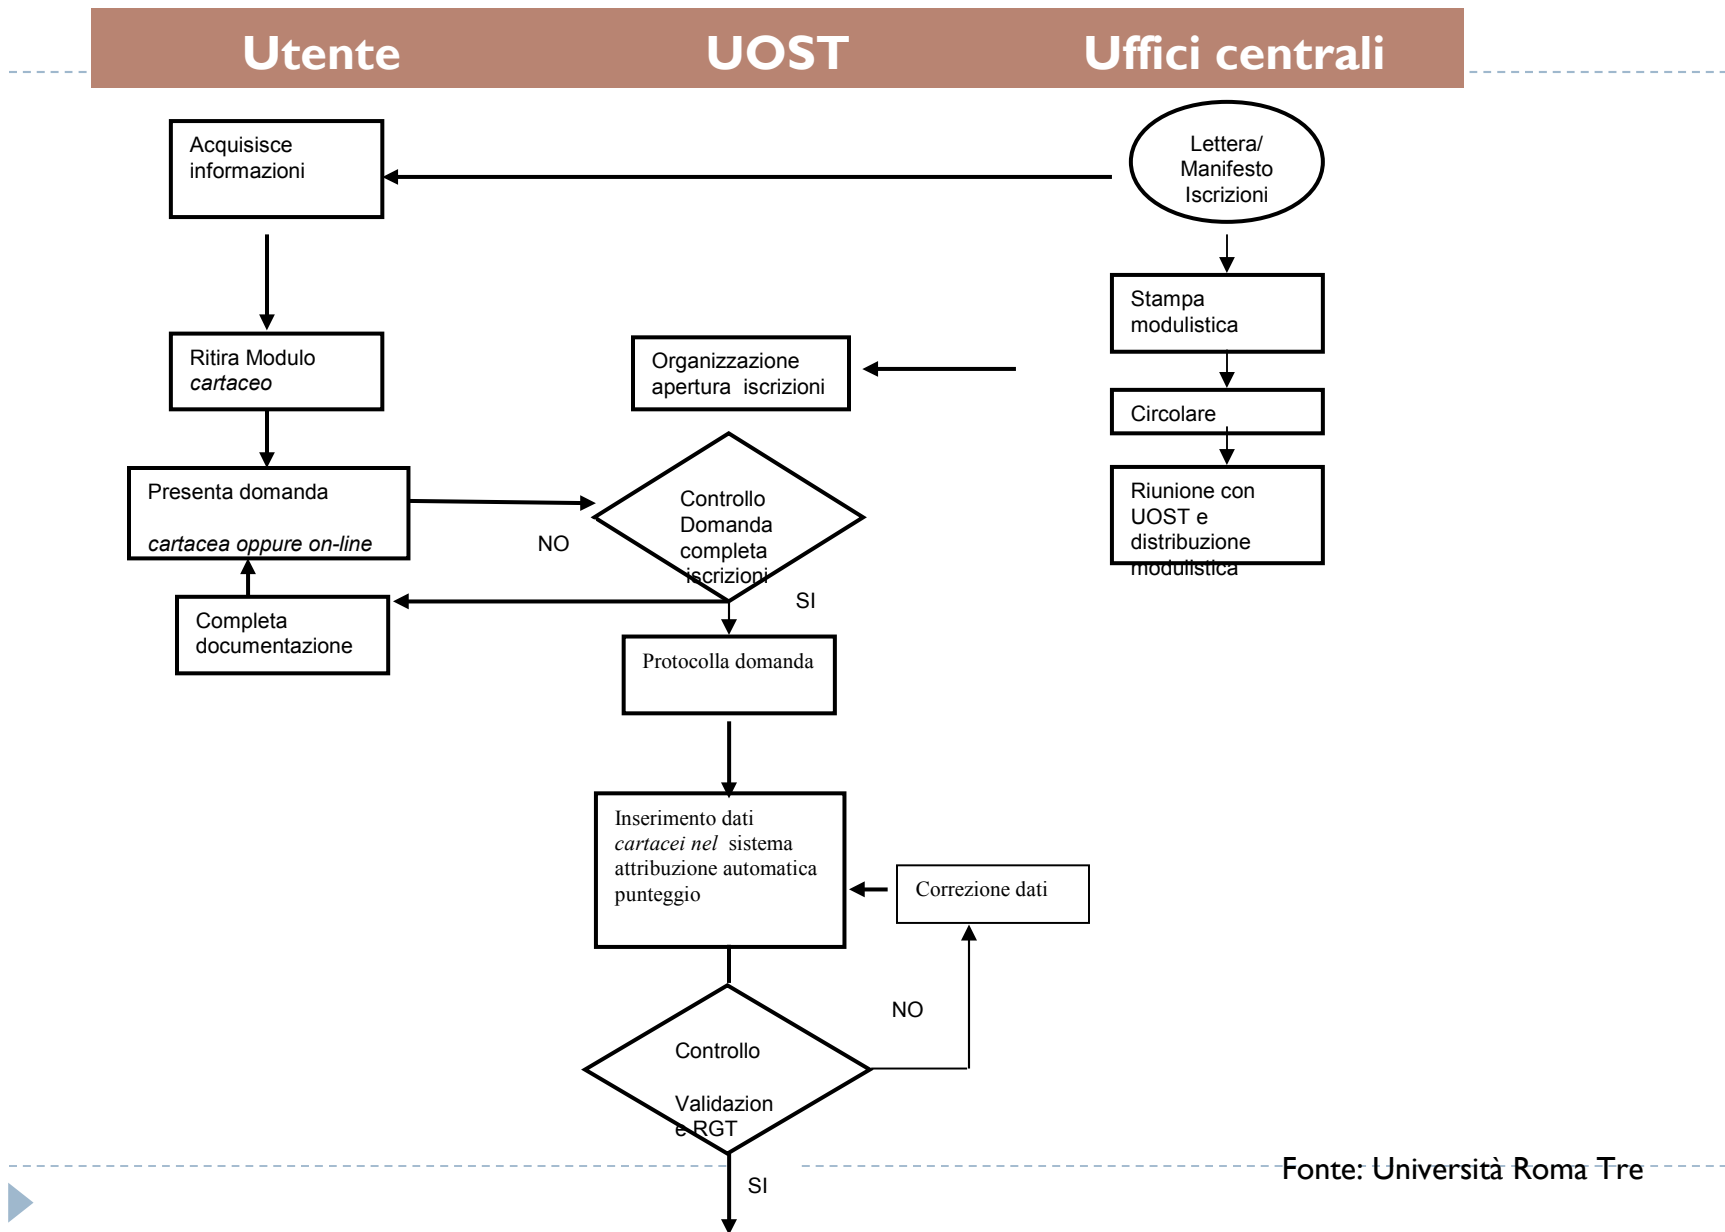 Utente UOST Uffici centrali
Acquisisce
informazioni
Lettera/
Manifesto
Iscrizioni
Stampa
modulistica
Ritira Modulo
cartaceo
Organizzazione
apertura iscrizioni
Circolare
Presenta domanda
cartacea oppure on-line
NO
Controllo
Domanda
completa
iscrizioni
Riunione con
UOST e
distribuzione
modulistica
SI
Completa
documentazione
Protocolla domanda
Inserimento dati
cartacei nel sistema
attribuzione automatica
punteggio
Correzione dati
NO
Controllo
Validazion
e RGT
SI
Fonte: Università Roma Tre